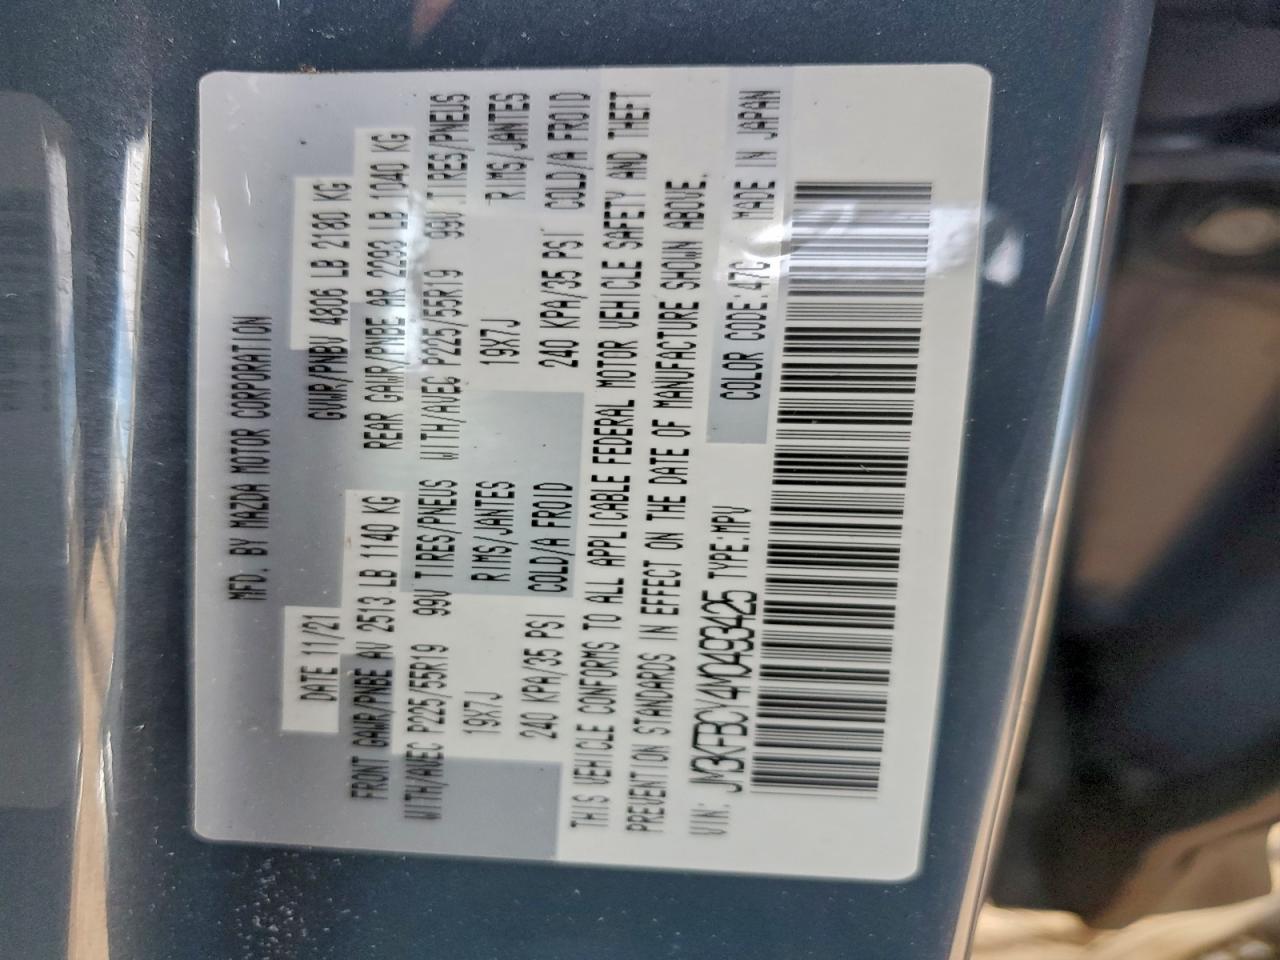 MFD. BY MAZDA MOTOR CORPORATION
DATE 11/21 GVWR/PNBV 4806 LB 2180 KG
FRONT GAWR/PNBE AV 2513 LB 1140 KG REAR GAWR/PNBE AR 2293 LB 1040 KG
WITH/AVEC P225/55R19 99V TIRES/PNEUS WITH/AVEC P225/55R19 99V TIRES/PNEUS
19X7J RIMS/JANTES 19X7J RIMS/JANTES
240 KPA/35 PSI COLD/A FROID 240 KPA/35 PSI COLD/A FROID
THIS VEHICLE CONFORMS TO ALL APPLICABLE FEDERAL MOTOR VEHICLE SAFETY AND THEFT
PREVENTION STANDARDS IN EFFECT ON THE DATE OF MANUFACTURE SHOWN ABOVE.
VIN: JM3KFBCY4M0493425 TYPE:MPV COLOR CODE:47C MADE IN JAPAN